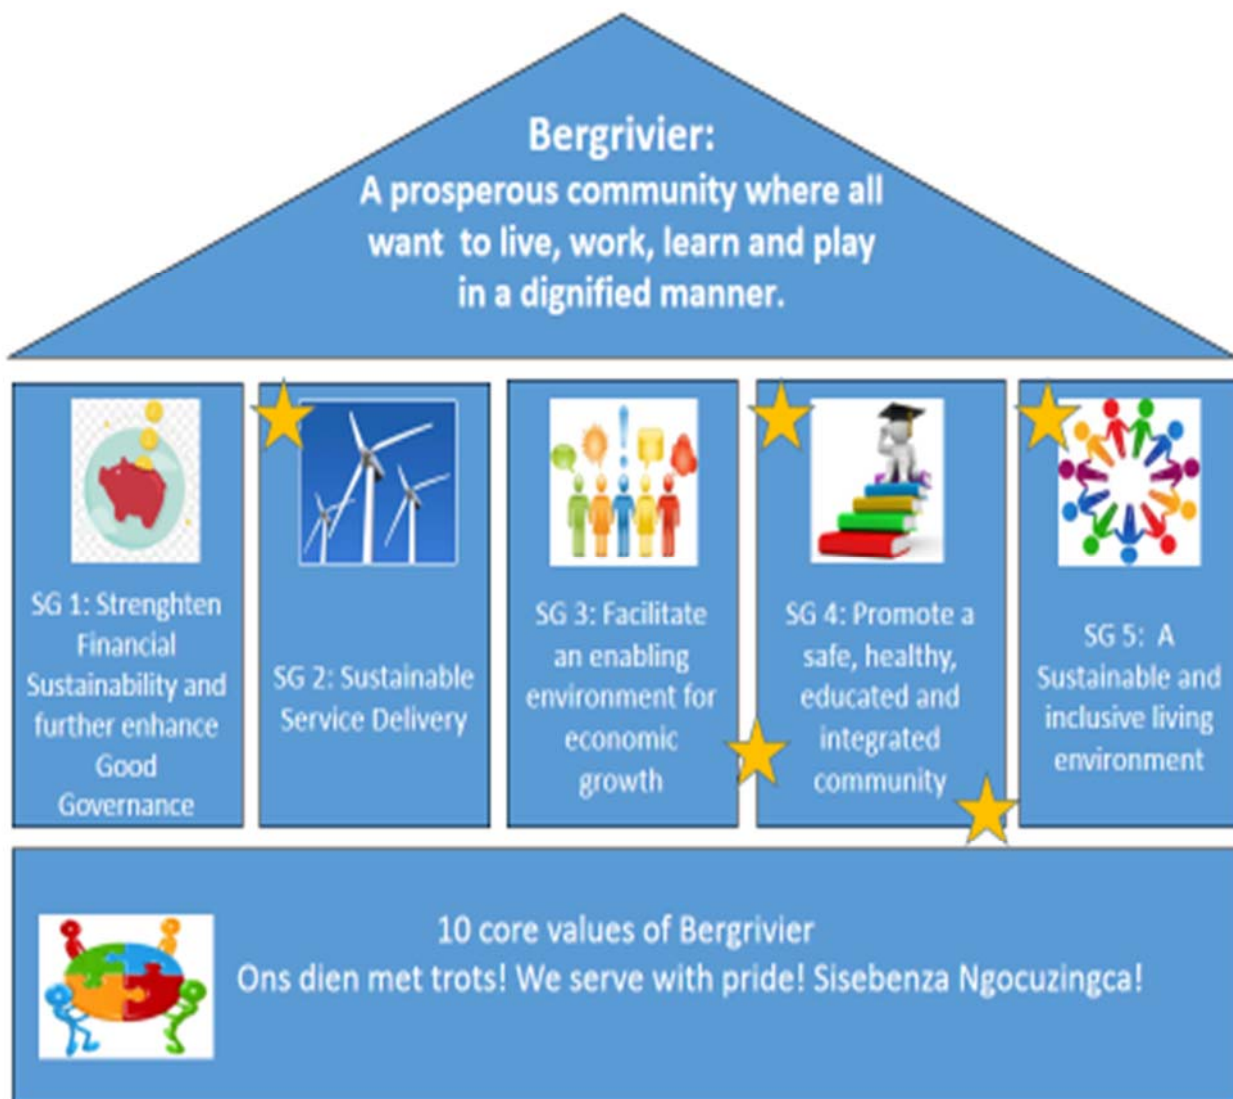 Bergrivier:
A prosperous community where all
want to live, work, learn and play
in a dignified manner.
SG 1: Strenghten
Financial
Sustainability and
further enhance
Good
Governance
SG 2: Sustainable
Service Delivery
SG 3: Facilitate
an enabling
environment for
economic
growth
SG 4: Promote a
safe, healthy,
educated and
integrated
community
SG 5: A
Sustainable and
inclusive living
environment
10 core values of Bergrivier
Ons dien met trots! We serve with pride! Sisebenza Ngocuzingca!